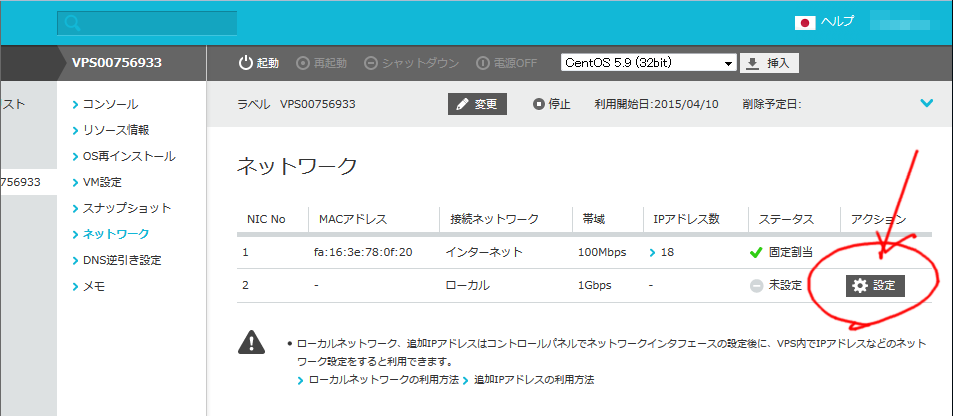 ヘルプ
VPS00756933
起動 再起動 シャットダウン 電源OFF CentOS 5.9 (32bit) 挿入
スト
756933
コンソール
リソース情報
OS再インストール
VM設定
スナップショット
ネットワーク
DNS逆引き設定
メモ
ラベル VPS00756933 変更 停止 利用開始日:2015/04/10 削除予定日:
ネットワーク
NIC No MACアドレス 接続ネットワーク 帯域 IPアドレス数 ステータス アクション
1 fa:16:3e:78:0f:20 インターネット 100Mbps 18 固定割当
2 - ローカル 1Gbps - 未設定 設定
• ローカルネットワーク、追加IPアドレスはコントロールパネルでネットワークインタフェースの設定後に、VPS内でIPアドレスなどのネット
ワーク設定をすると利用できます。
ローカルネットワークの利用方法 追加IPアドレスの利用方法